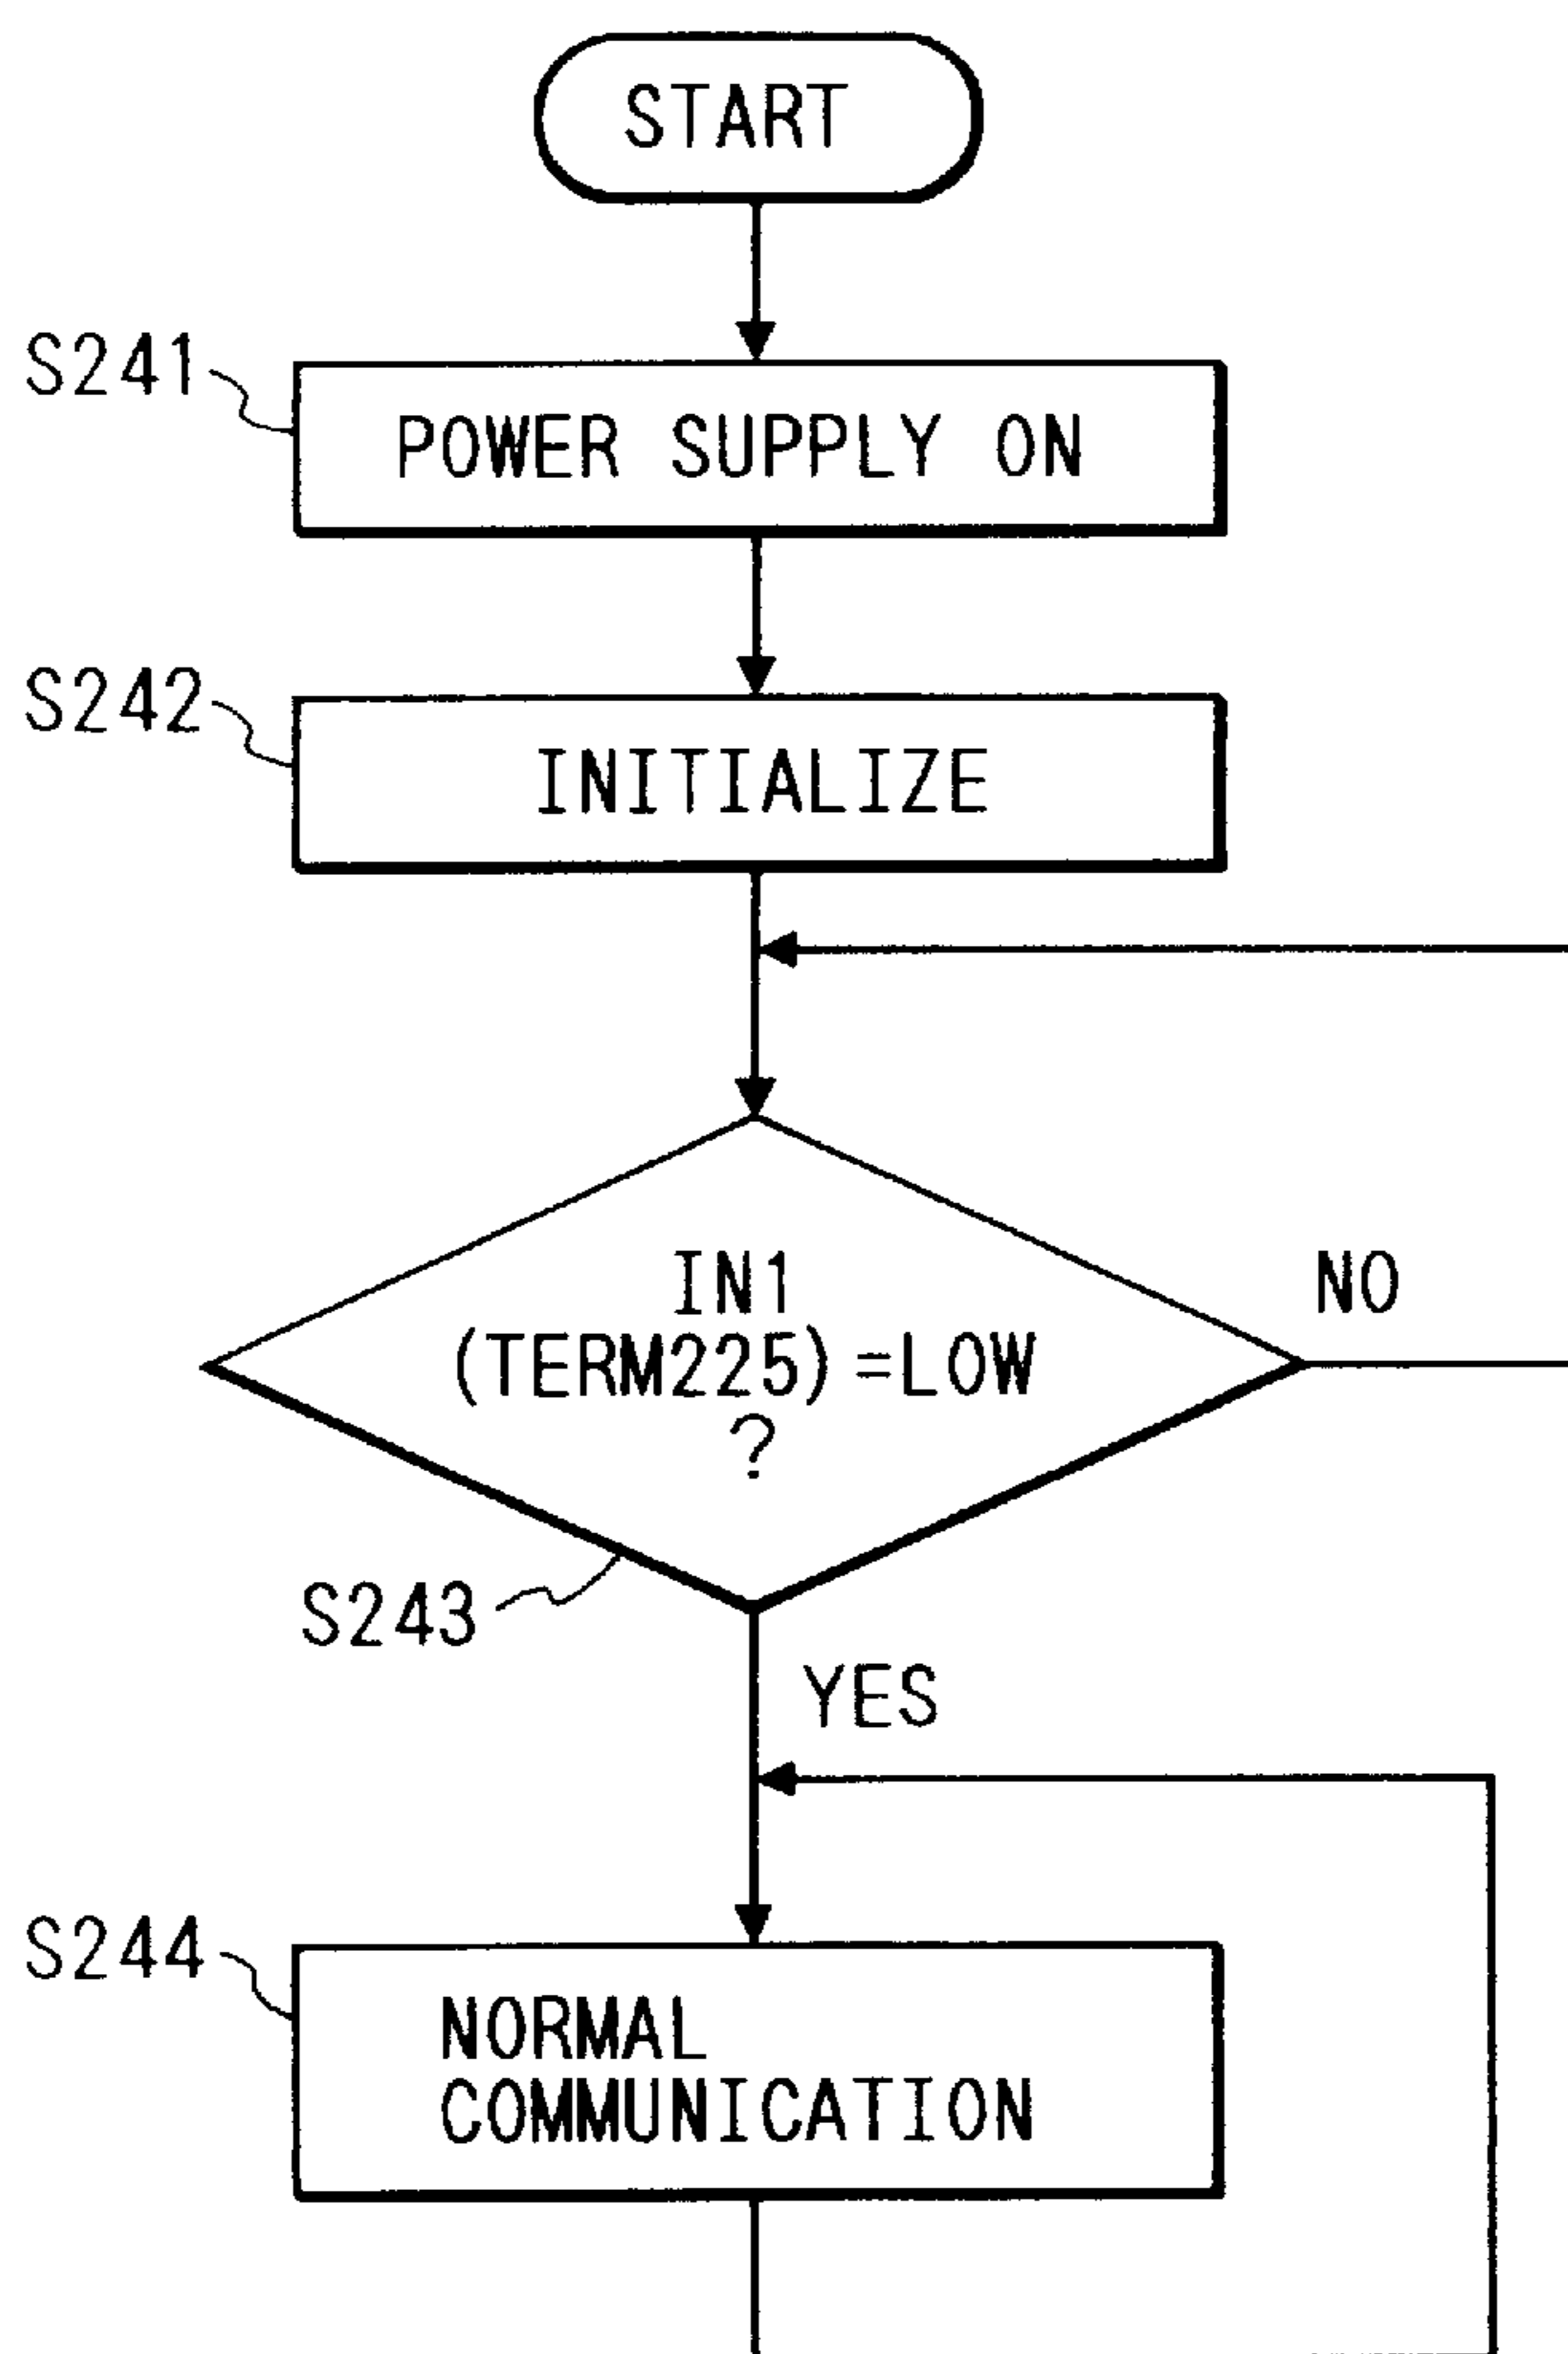 START
S241
POWER SUPPLY ON
S242
INITIALIZE
IN1
(TERM225)=LOW
?
NO
S243
YES
S244
NORMAL
COMMUNICATION